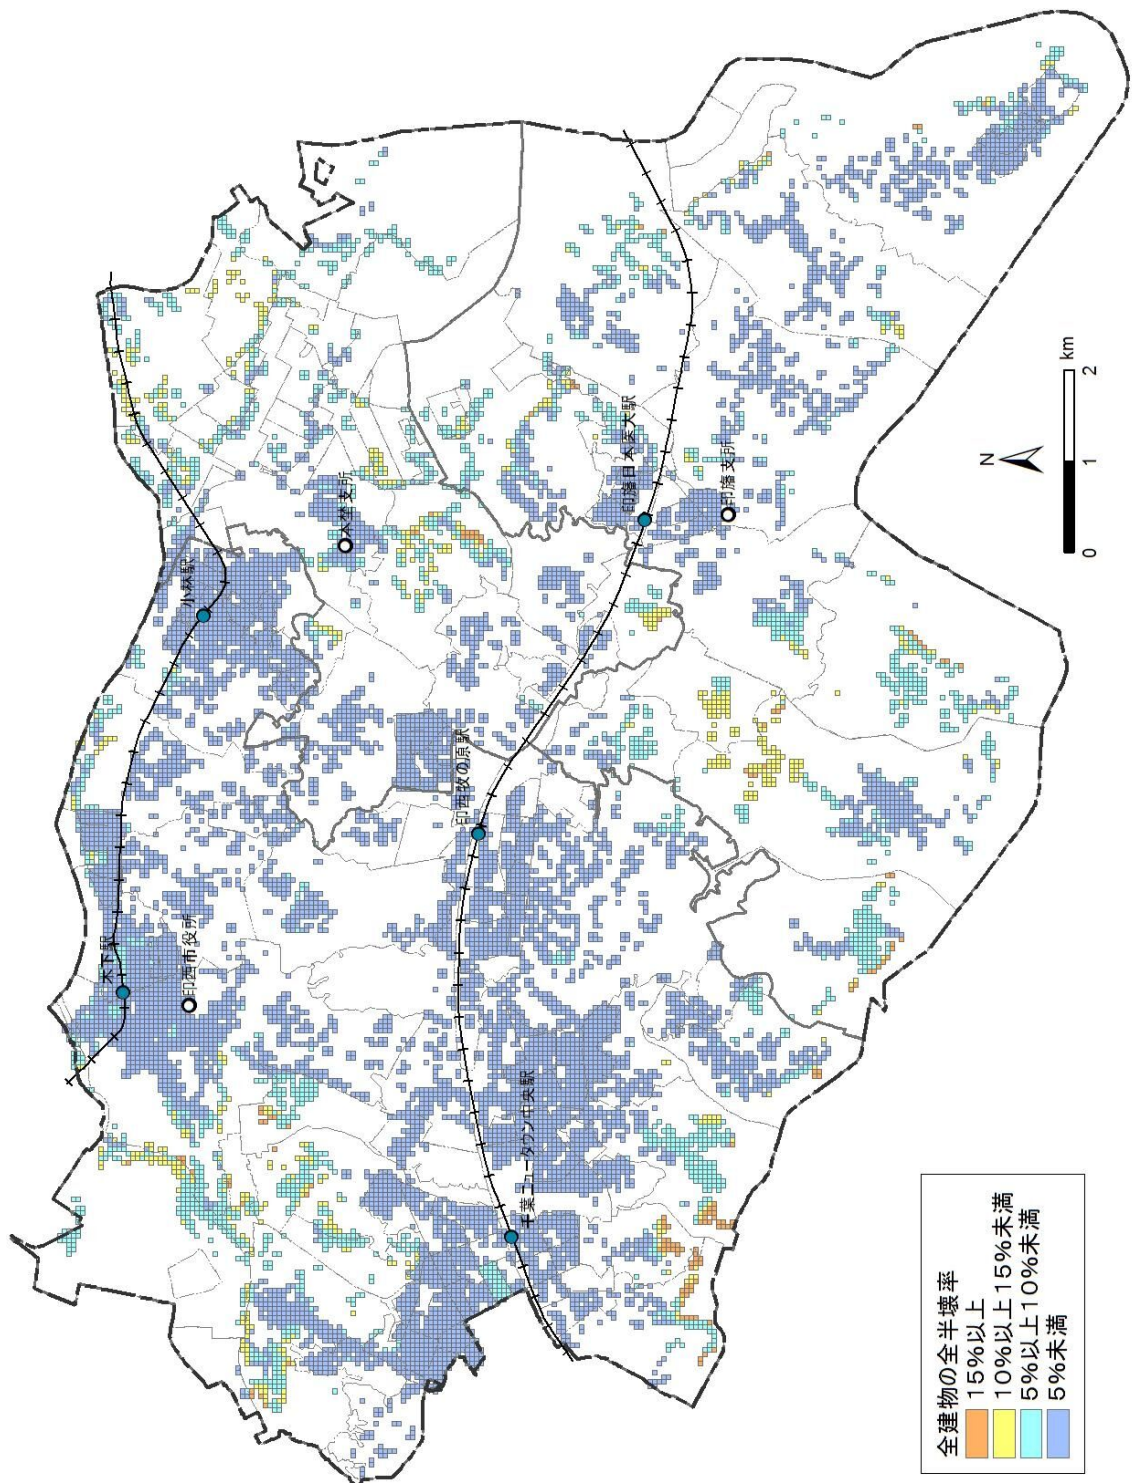 木下駅
印西市役所
小林駅
本埜支所
印西牧の原駅
千葉ニュータウン中央駅
印旛日本医大駅
印旛支所
N
0 1 2 km
全建物の全半壊率
15%以上
10%以上15%未満
5%以上10%未満
5%未満